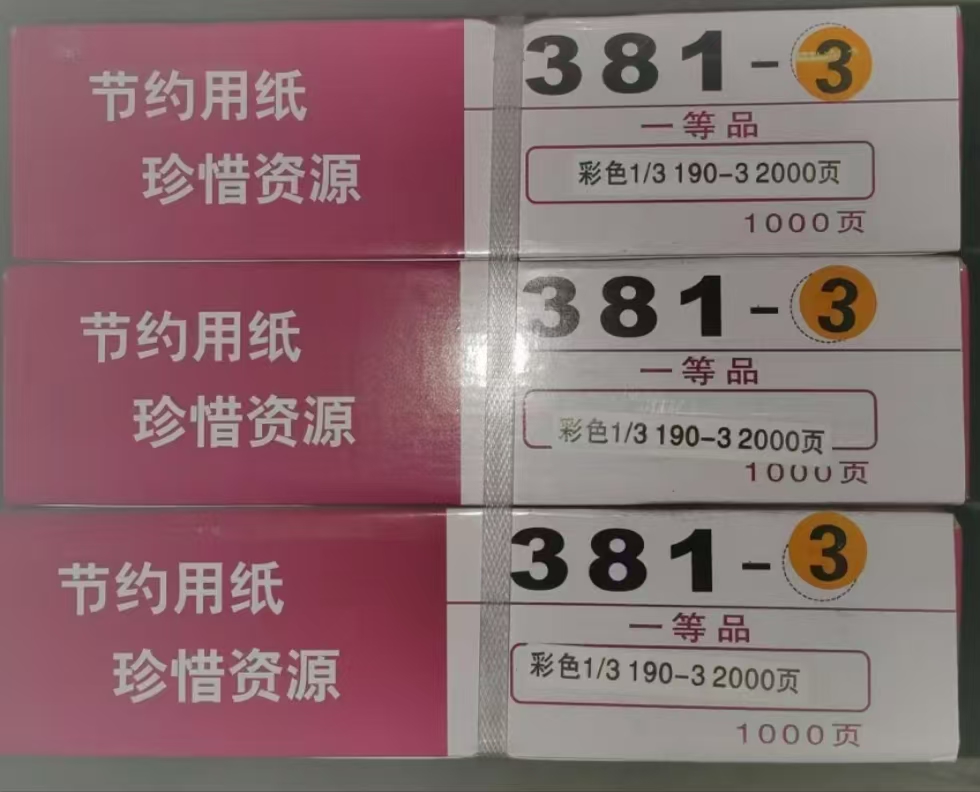 节约用纸
珍惜资源
381-3
一等品
彩色1/3 190-3 2000页
1000页
节约用纸
珍惜资源
381-3
一等品
彩色1/3 190-3 2000页
1000页
节约用纸
珍惜资源
381-3
一等品
彩色1/3 190-3 2000页
1000页